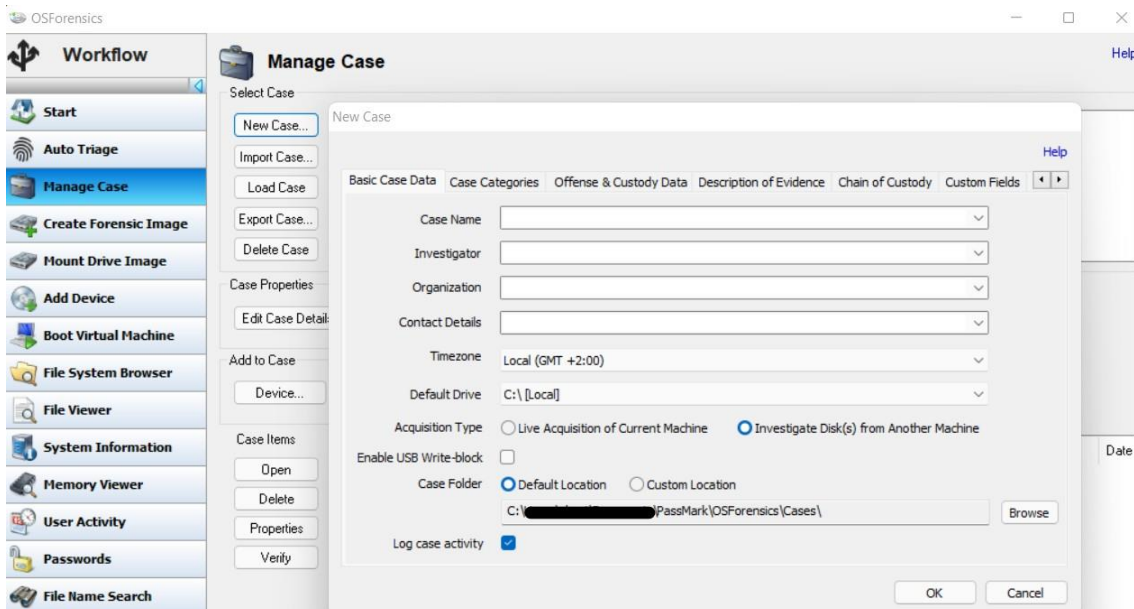 OSForensics
Workflow
Start
Auto Triage
Manage Case
Create Forensic Image
Mount Drive Image
Add Device
Boot Virtual Machine
File System Browser
File Viewer
System Information
Memory Viewer
User Activity
Passwords
File Name Search
Manage Case
Help
Select Case
New Case...
Import Case...
Load Case
Export Case...
Delete Case
Case Properties
Edit Case Detail
Add to Case
Device...
Case Items
Open
Delete
Properties
Verify
Date
New Case
Help
Basic Case Data Case Categories Offense & Custody Data Description of Evidence Chain of Custody Custom Fields
Case Name
Investigator
Organization
Contact Details
Timezone Local (GMT +2:00)
Default Drive C:\ [Local]
Acquisition Type Live Acquisition of Current Machine Investigate Disk(s) from Another Machine
Enable USB Write-block
Case Folder Default Location Custom Location
C:\ PassMark\OSForensics\Cases\ Browse
Log case activity
OK Cancel